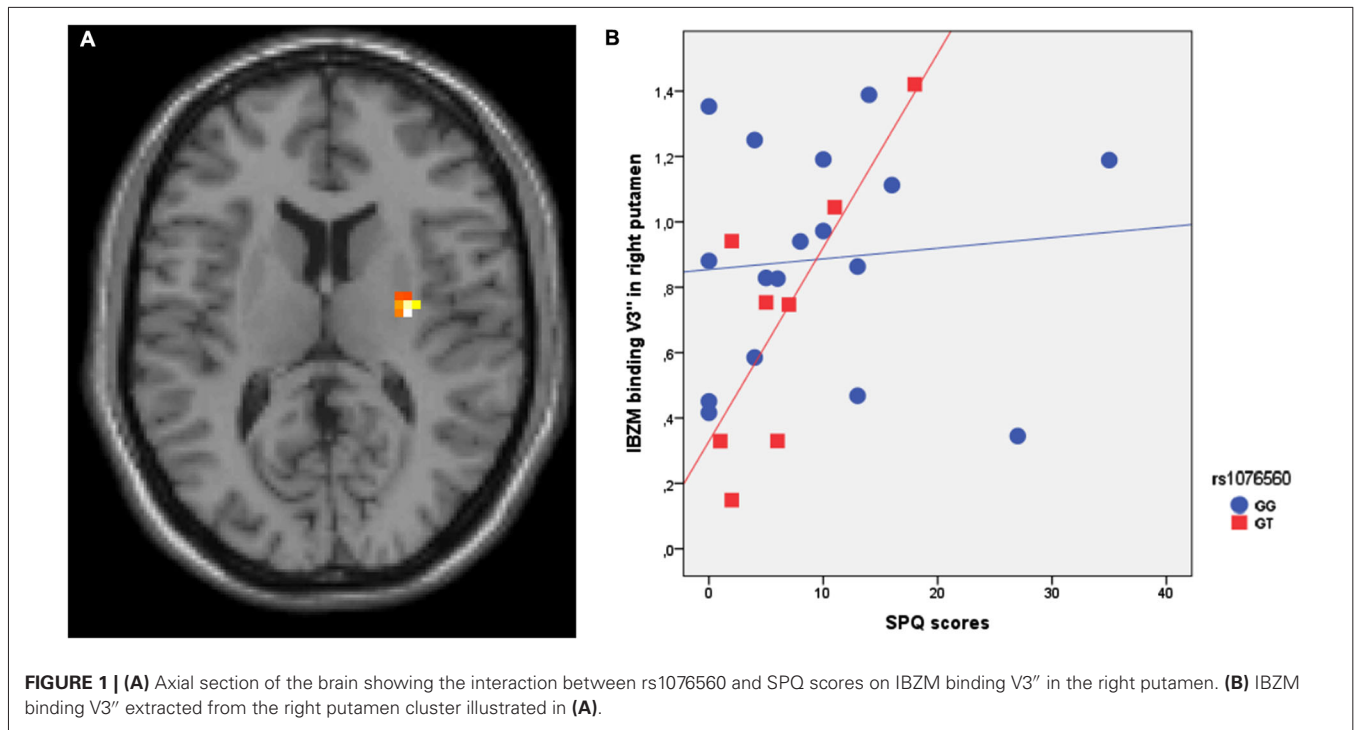 A
B
IBZM binding V3" in right putamen
1,4
1,2
1,0
,8
,6
,4
,2
,0
0 10 20 30 40
SPQ scores
rs1076560
GG
GT
FIGURE 1 | (A) Axial section of the brain showing the interaction between rs1076560 and SPQ scores on IBZM binding V3″ in the right putamen. (B) IBZM
binding V3″ extracted from the right putamen cluster illustrated in (A).